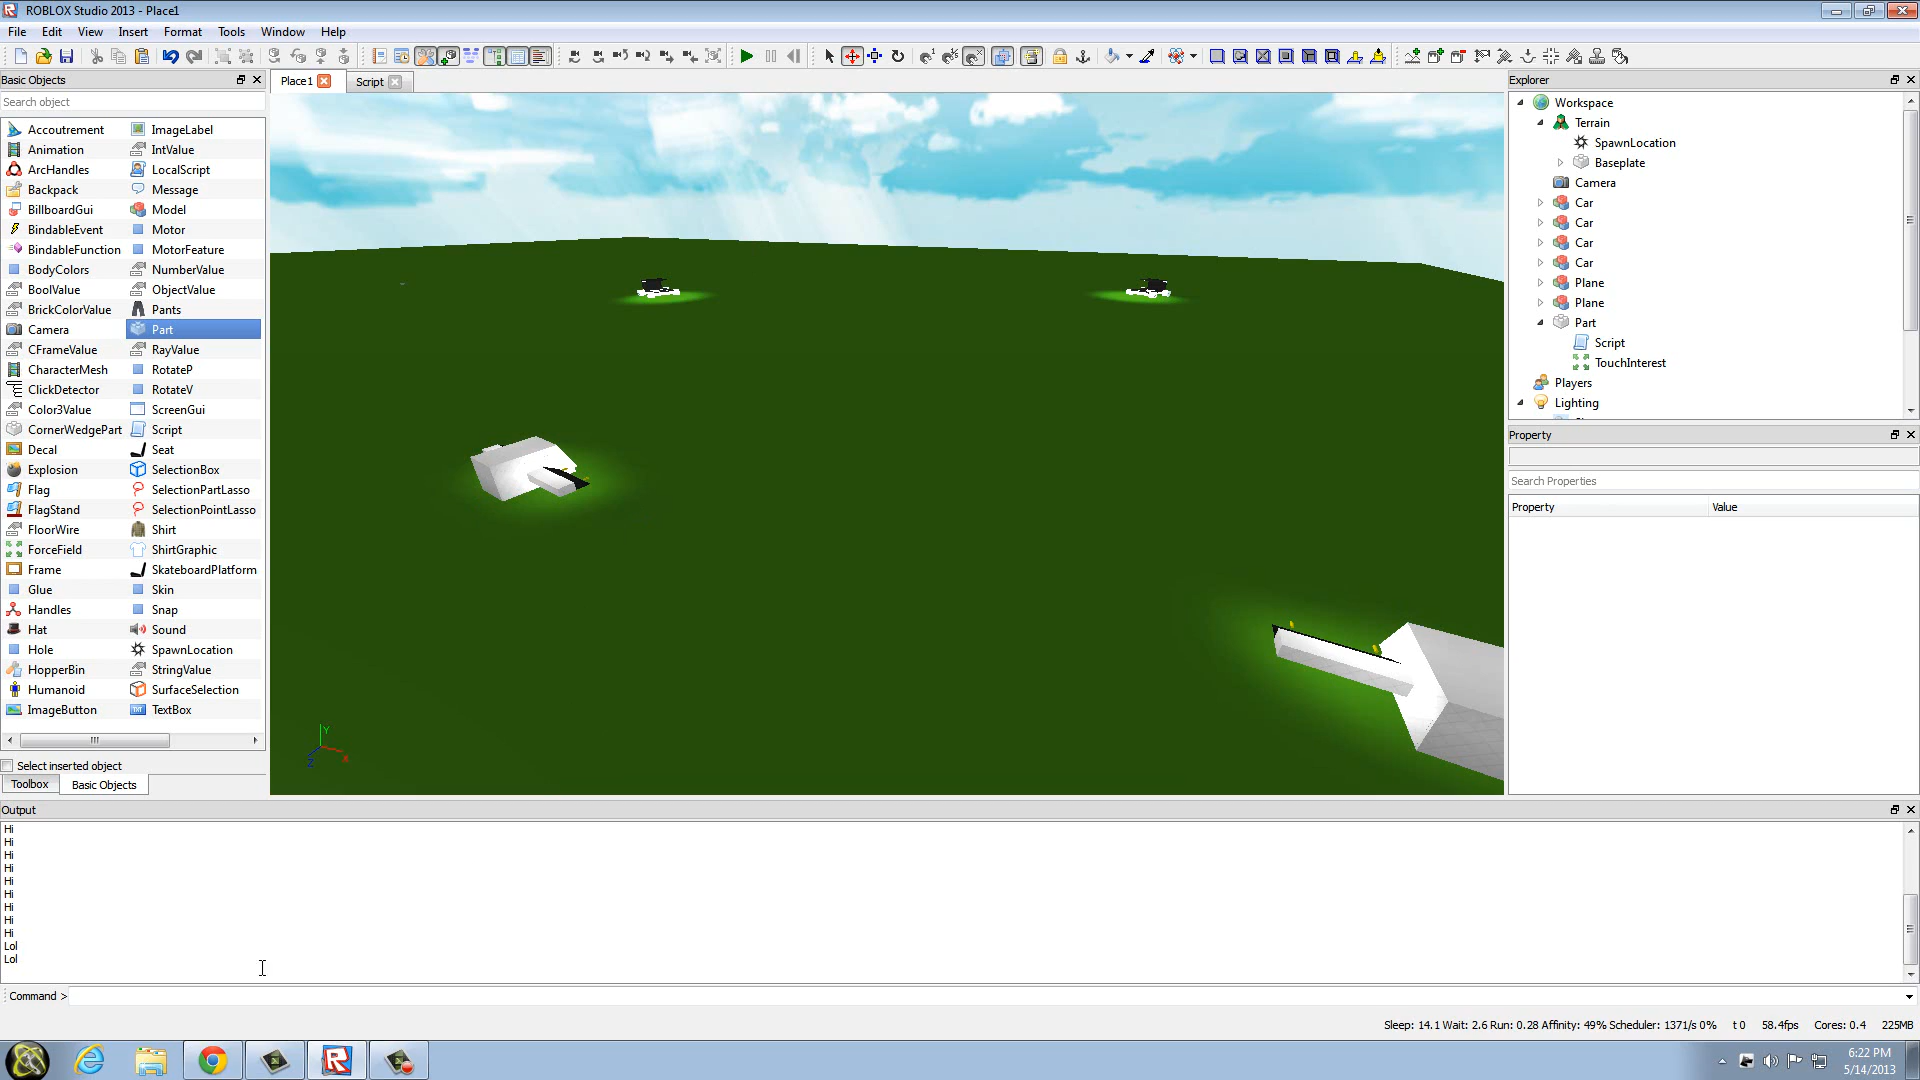 ROBLOX Studio 2013 - Place1
File Edit View Insert Format Tools Window Help
Basic Objects
Search object
Accoutrement ImageLabel
Animation IntValue
ArcHandles LocalScript
Backpack Message
BillboardGui Model
BindableEvent Motor
BindableFunction MotorFeature
BodyColors NumberValue
BoolValue ObjectValue
BrickColorValue Pants
Camera Part
CFrameValue RayValue
CharacterMesh RotateP
ClickDetector RotateV
Color3Value ScreenGui
CornerWedgePart Script
Decal Seat
Explosion SelectionBox
Flag SelectionPartLasso
FlagStand SelectionPointLasso
FloorWire Shirt
ForceField ShirtGraphic
Frame SkateboardPlatform
Glue Skin
Handles Snap
Hat Sound
Hole SpawnLocation
HopperBin StringValue
Humanoid SurfaceSelection
ImageButton TextBox
Select inserted object
Toolbox Basic Objects
Place1 Script
Y
Z
X
Explorer
Workspace
Terrain
SpawnLocation
Baseplate
Camera
Car
Car
Car
Car
Plane
Plane
Part
Script
TouchInterest
Players
Lighting
Property
Search Properties
Property Value
Output
Hi
Hi
Hi
Hi
Hi
Hi
Hi
Hi
Hi
Lol
Lol
Command >
Sleep: 14.1 Wait: 2.6 Run: 0.28 Affinity: 49% Scheduler: 1371/s 0% t 0 58.4fps Cores: 0.4 225MB
6:22 PM
5/14/2013